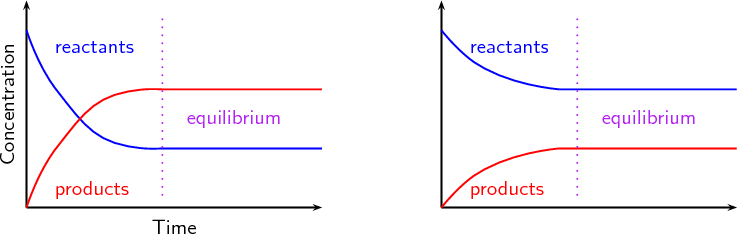 reactants
equilibrium
products
Concentration
Time
reactants
equilibrium
products